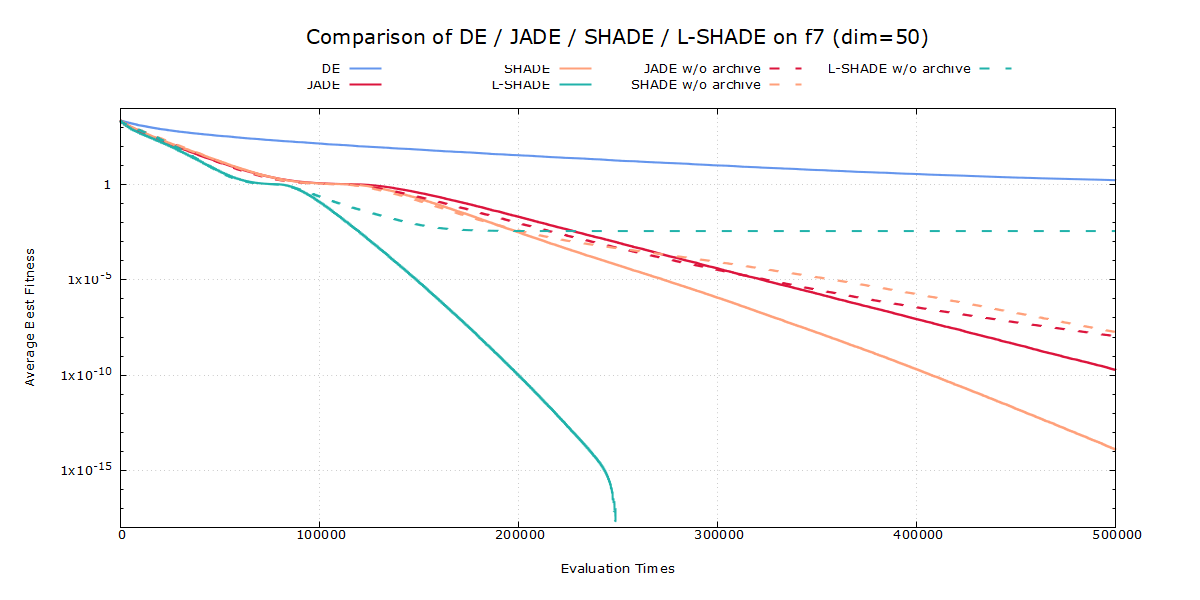 Comparison of DE / JADE / SHADE / L-SHADE on f7 (dim=50)
DE SHADE JADE w/o archive L-SHADE w/o archive
JADE L-SHADE SHADE w/o archive
Average Best Fitness
1
1x10^-5
1x10^-10
1x10^-15
0 100000 200000 300000 400000 500000
Evaluation Times